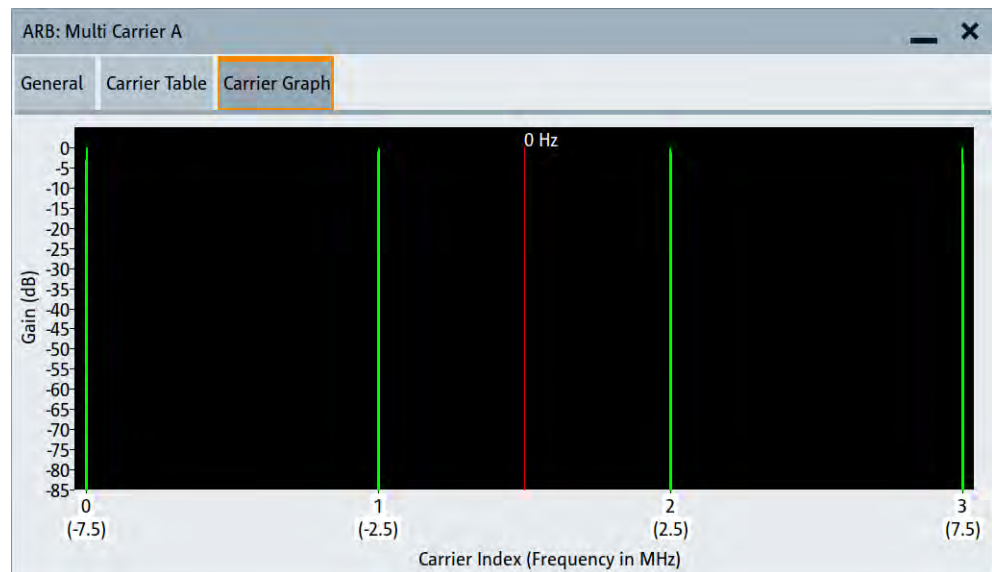 ARB: Multi Carrier A
General Carrier Table Carrier Graph
0 Hz
Gain (dB)
0
-5
-10
-15
-20
-25
-30
-35
-40
-45
-50
-55
-60
-65
-70
-75
-80
-85
0 1 2 3
(-7.5) (-2.5) (2.5) (7.5)
Carrier Index (Frequency in MHz)